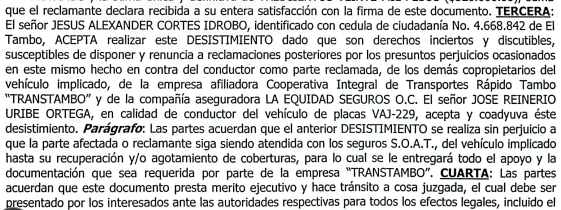 que el reclamante declara recibida a su entera satisfacción con la firma de este documento. TERCERA:
El señor JESUS ALEXANDER CORTES IDROBO, identificado con cedula de ciudadanía No. 4.668.842 de El
Tambo, ACEPTA realizar este DESISTIMIENTO dado que son derechos inciertos y discutibles,
susceptibles de disponer y renuncia a reclamaciones posteriores por los presuntos perjuicios ocasionados
en este mismo hecho en contra del conductor como parte reclamada, de los demás copropietarios del
vehículo implicado, de la empresa afiliadora Cooperativa Integral de Transportes Rápido Tambo
“TRANSTAMBO” y de la compañía aseguradora LA EQUIDAD SEGUROS O.C. El señor JOSE REINERIO
URIBE ORTEGA, en calidad de conductor del vehículo de placas VAJ-229, acepta y coadyuva éste
desistimiento. Parágrafo: Las partes acuerdan que el anterior DESISTIMIENTO se realiza sin perjuicio a
que la parte afectada o reclamante siga siendo atendida con los seguros S.O.A.T., del vehículo implicado
hasta su recuperación y/o agotamiento de coberturas, para lo cual se le entregará todo el apoyo y la
documentación que sea requerida por parte de la empresa “TRANSTAMBO”. CUARTA: Las partes
acuerdan que este documento presta merito ejecutivo y hace tránsito a cosa juzgada, el cual debe ser
presentado por los interesados ante las autoridades respectivas para todos los efectos legales, incluido el